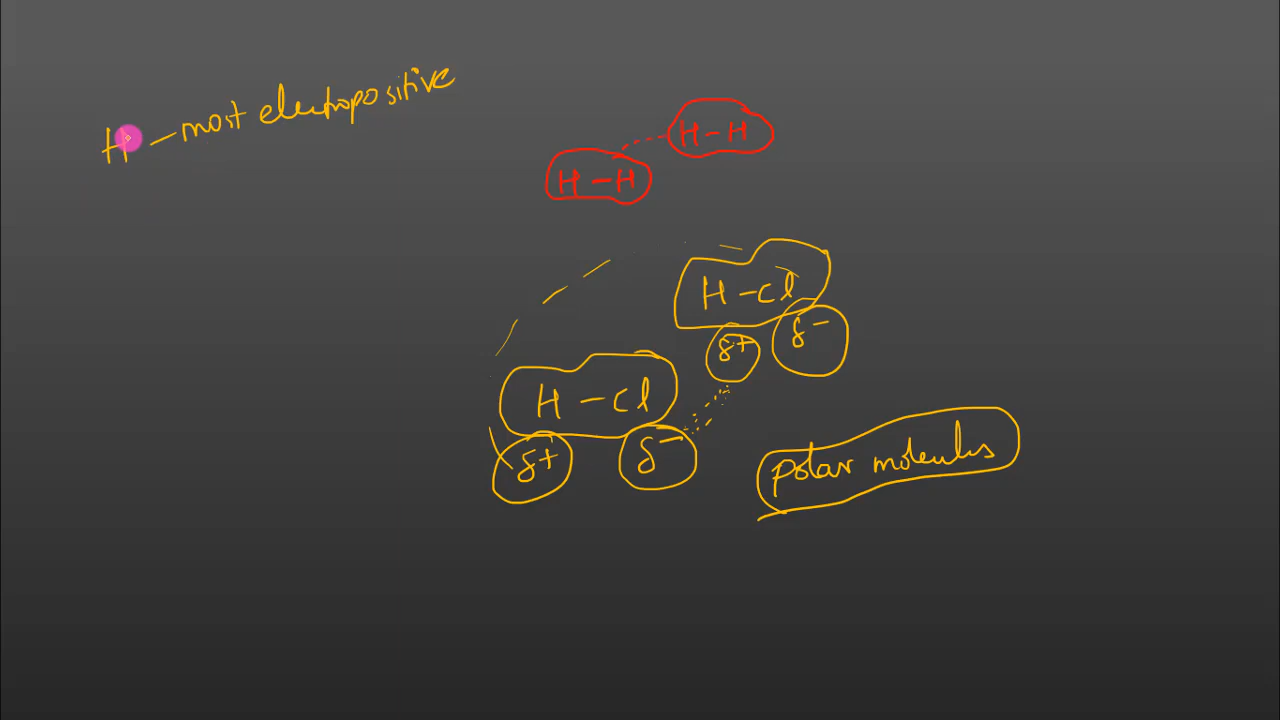 H — most electropositive
H – H
H – H
H – Cl
δ+ δ–
H – Cl
δ+ δ–
polar molecules